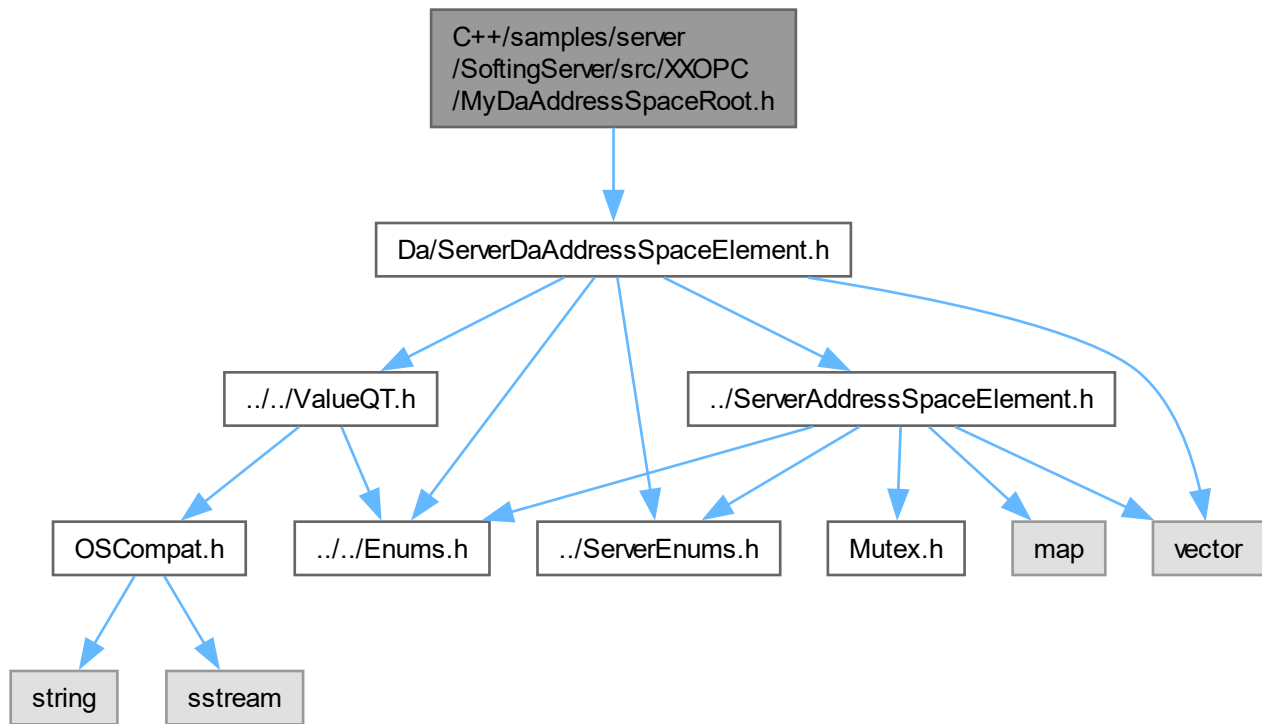 C++/samples/server
/SoftingServer/src/XXOPC
/MyDaAddressSpaceRoot.h
Da/ServerDaAddressSpaceElement.h
../../ValueQT.h
../ServerAddressSpaceElement.h
OSCompat.h
../../Enums.h
../ServerEnums.h
Mutex.h
map
vector
string
sstream